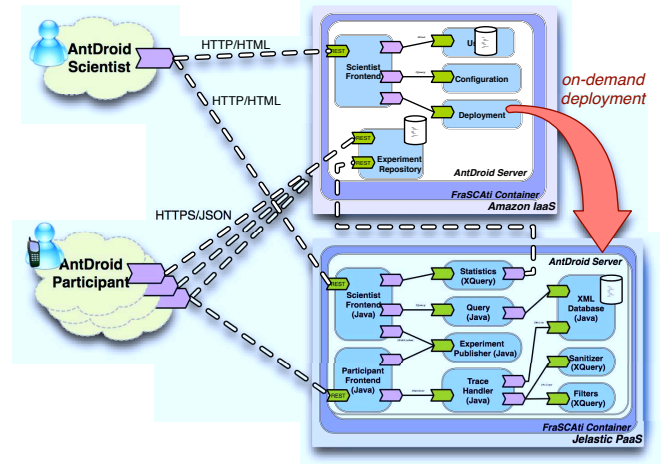 AntDroid
Scientist
HTTP/HTML
HTTP/HTML
REST
Scientist
Frontend
Configuration
Deployment
REST
REST
Experiment
Repository
AntDroid Server
FraSCAti Container
Amazon IaaS
on-demand
deployment
HTTPS/JSON
AntDroid
Participant
AntDroid Server
REST
Scientist
Frontend
(Java)
Statistics
(XQuery)
Query
(Java)
Experiment
Publisher (Java)
XML
Database
(Java)
REST
Participant
Frontend
(Java)
Trace
Handler
(Java)
Sanitizer
(XQuery)
Filters
(XQuery)
FraSCAti Container
Jelastic PaaS